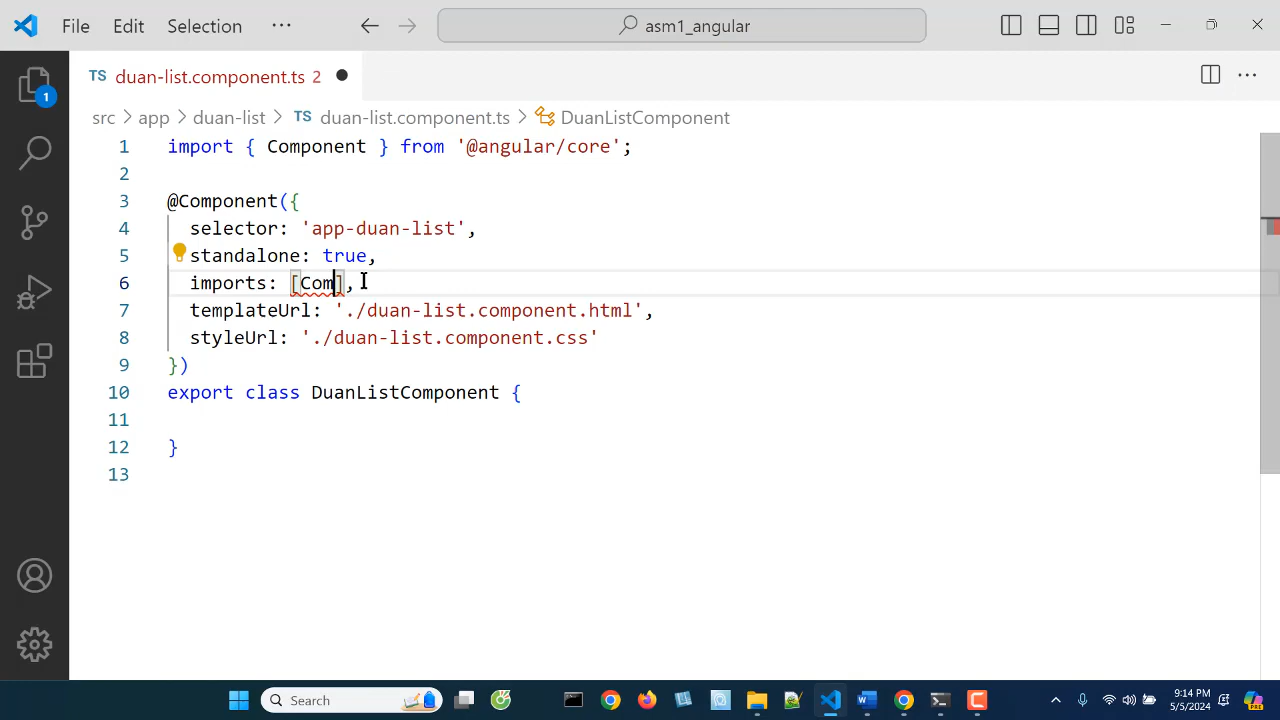 File Edit Selection ··· asm1_angular
TS duan-list.component.ts 2
src > app > duan-list > TS duan-list.component.ts > DuanListComponent
1 import { Component } from '@angular/core';
2
3 @Component({
4 selector: 'app-duan-list',
5 standalone: true,
6 imports: [Com],
7 templateUrl: './duan-list.component.html',
8 styleUrl: './duan-list.component.css'
9 })
10 export class DuanListComponent {
11
12 }
13
1
Search
9:14 PM
5/5/2024